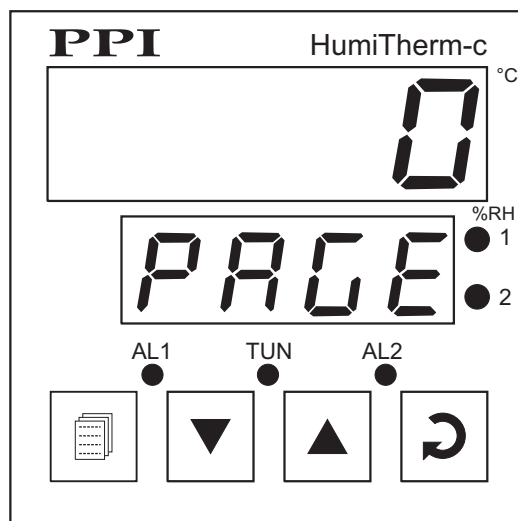 PPI HumiTherm-c
0 °C
%RH
PAGE 1
2
AL1 TUN AL2